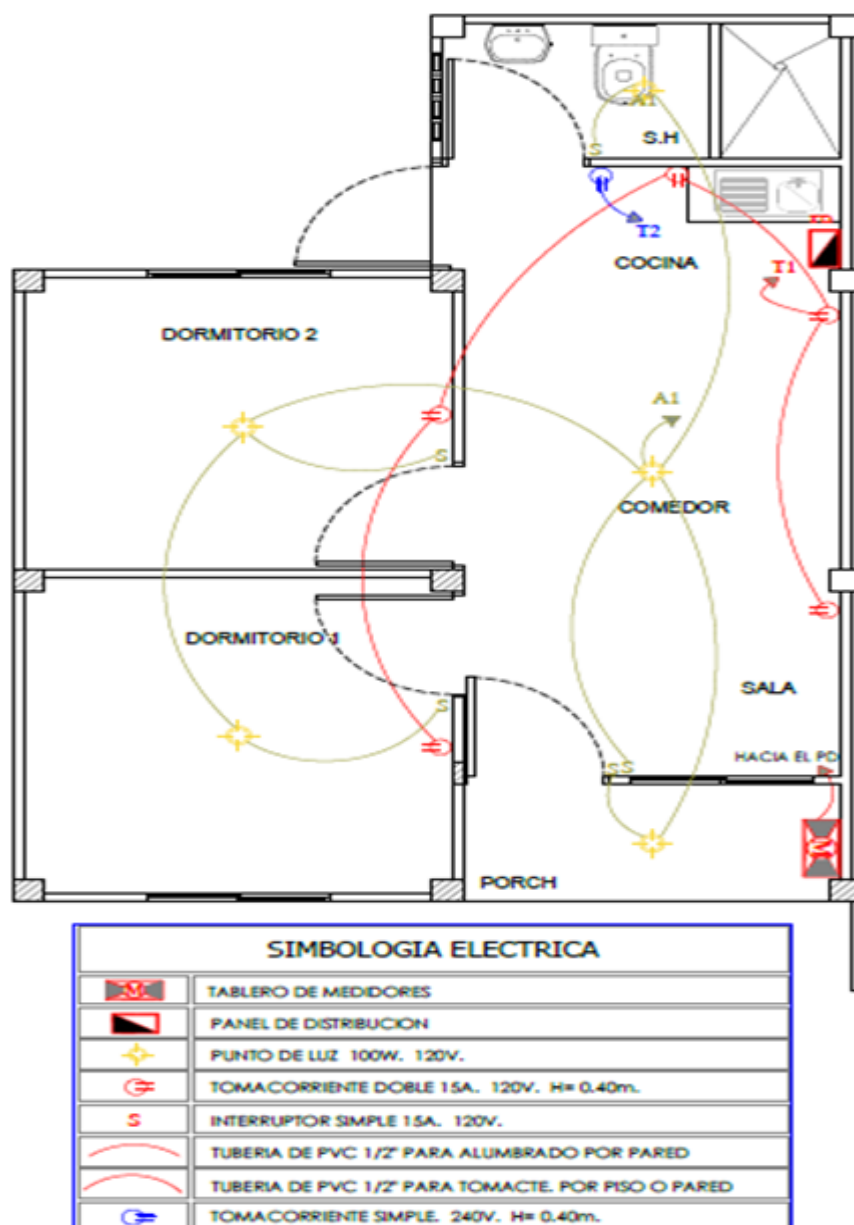 A1
S.H
S
T2
PD
COCINA
T1
DORMITORIO 2
A1
S
COMEDOR
DORMITORIO 1
SALA
S
HACIA EL PD
S S
M
PORCH
SIMBOLOGIA ELECTRICA
M TABLERO DE MEDIDORES
PANEL DE DISTRIBUCION
PUNTO DE LUZ 100W. 120V.
TOMACORRIENTE DOBLE 15A. 120V. H= 0.40m.
S INTERRUPTOR SIMPLE 15A. 120V.
TUBERIA DE PVC 1/2" PARA ALUMBRADO POR PARED
TUBERIA DE PVC 1/2" PARA TOMACTE. POR PISO O PARED
TOMACORRIENTE SIMPLE. 240V. H= 0.40m.